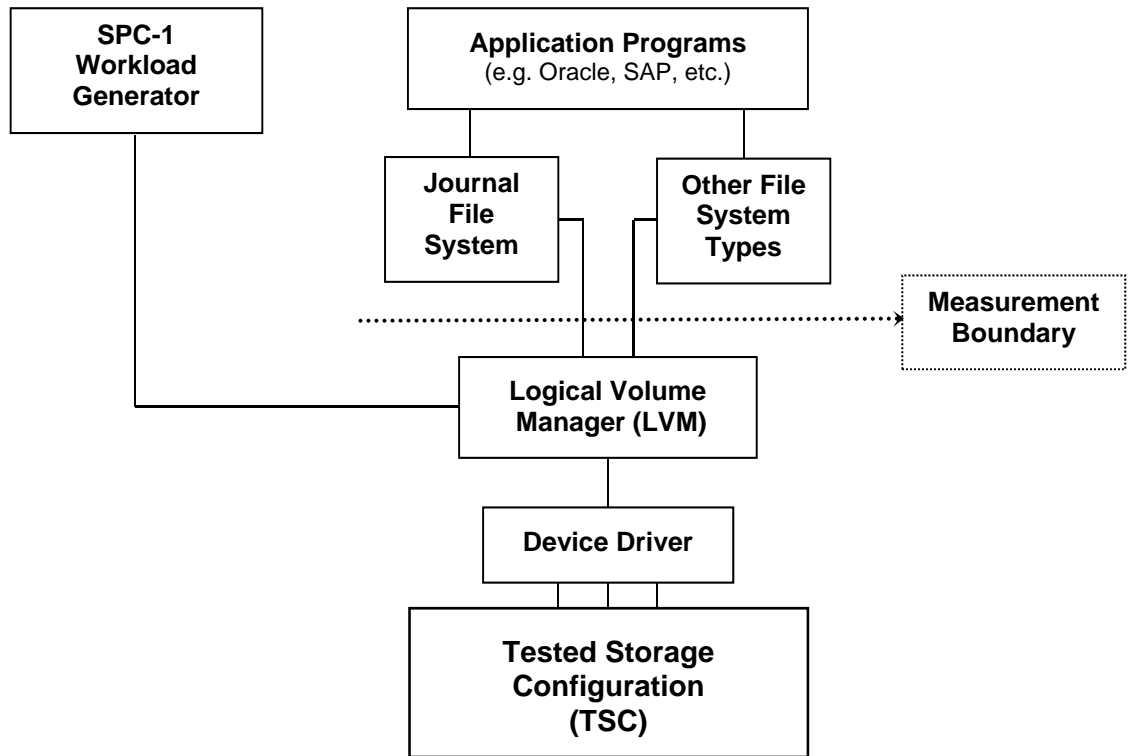 SPC-1
Workload
Generator
Application Programs
(e.g. Oracle, SAP, etc.)
Journal
File
System
Other File
System
Types
Measurement
Boundary
Logical Volume
Manager (LVM)
Device Driver
Tested Storage
Configuration
(TSC)